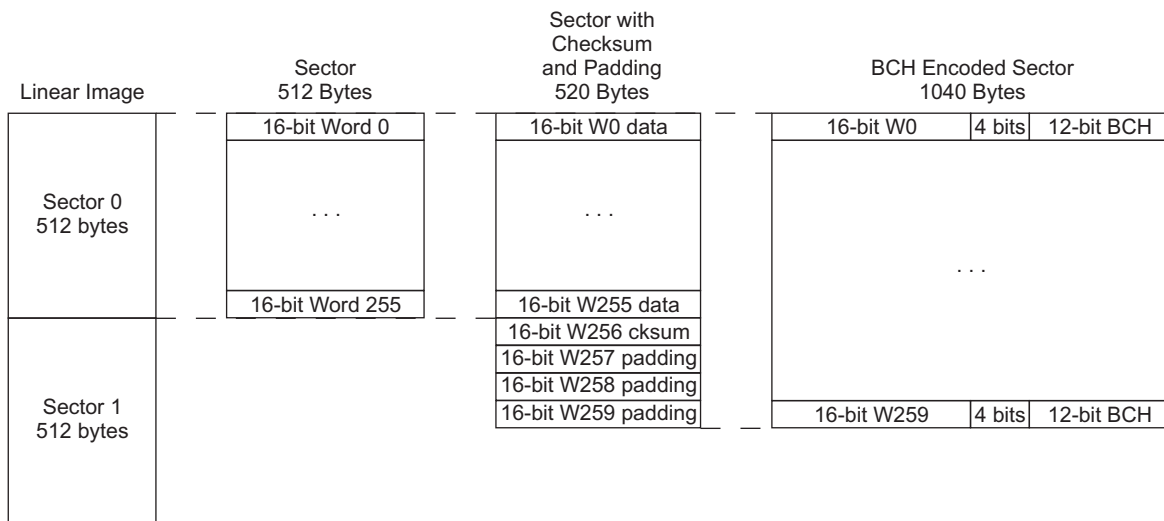 Linear Image
Sector 0
512 bytes
Sector 1
512 bytes
Sector
512 Bytes
16-bit Word 0
. . .
16-bit Word 255
Sector with
Checksum
and Padding
520 Bytes
16-bit W0 data
. . .
16-bit W255 data
16-bit W256 cksum
16-bit W257 padding
16-bit W258 padding
16-bit W259 padding
BCH Encoded Sector
1040 Bytes
16-bit W0 4 bits 12-bit BCH
. . .
16-bit W259 4 bits 12-bit BCH